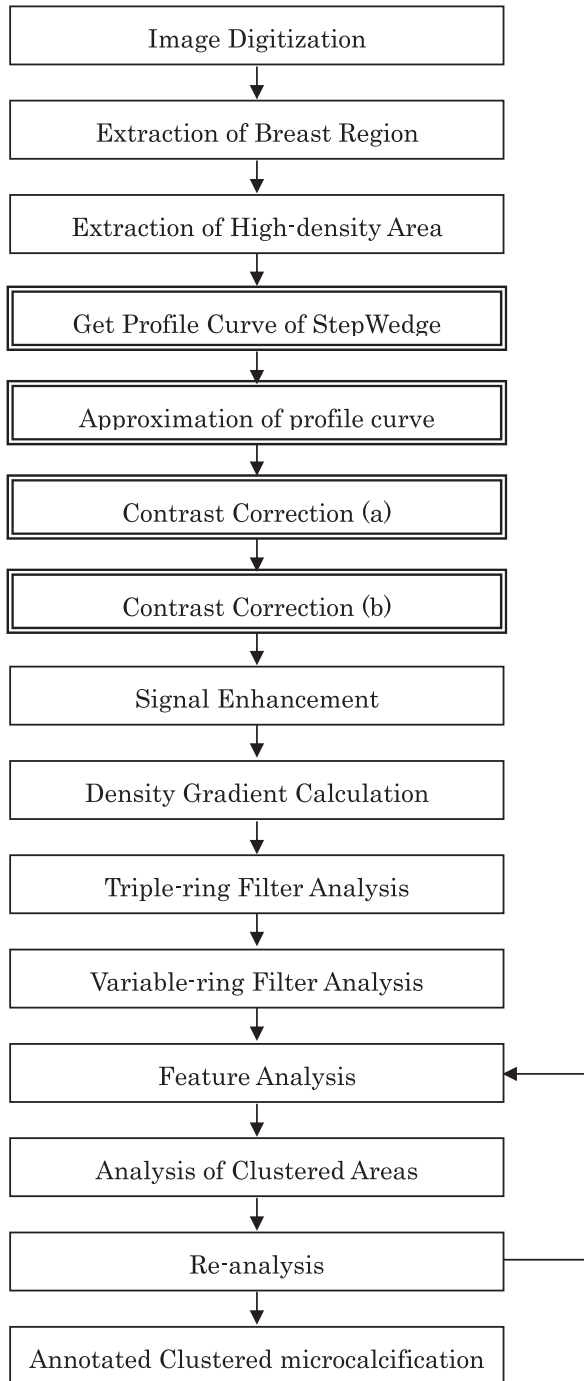 Image Digitization
Extraction of Breast Region
Extraction of High-density Area
Get Profile Curve of StepWedge
Approximation of profile curve
Contrast Correction (a)
Contrast Correction (b)
Signal Enhancement
Density Gradient Calculation
Triple-ring Filter Analysis
Variable-ring Filter Analysis
Feature Analysis
Analysis of Clustered Areas
Re-analysis
Annotated Clustered microcalcification